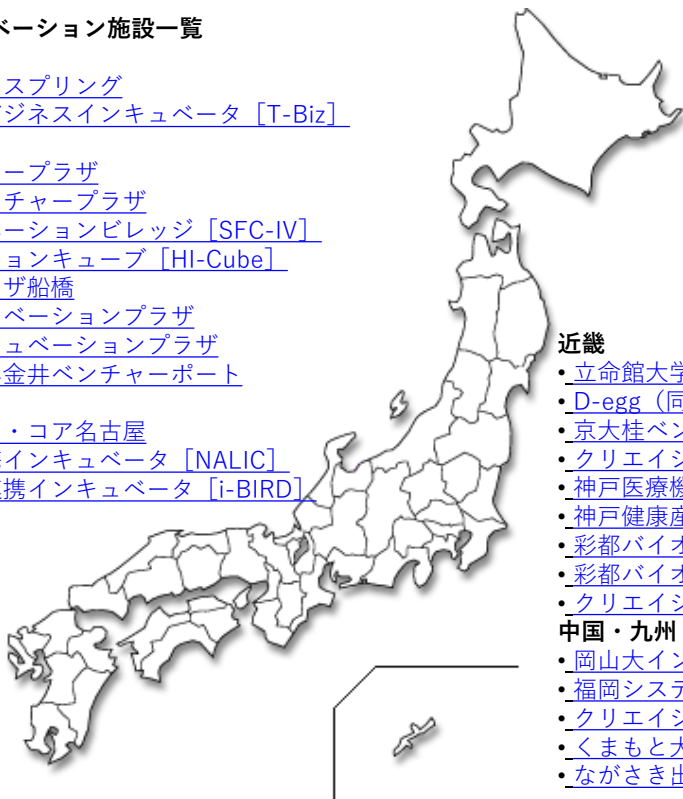 ベーション施設一覧
スプリング
ビジネスインキュベータ［T-Biz］
ープラザ
チャープラザ
ベーションビレッジ［SFC-IV］
ョンキューブ［HI-Cube］
ザ船橋
ベーションプラザ
ュベーションプラザ
金井ベンチャーポート
・コア名古屋
インキュベータ［NALIC］
連携インキュベータ［i-BIRD］
近畿
• 立命館大学
• D-egg（同
• 京大桂ベン
• クリエイシ
• 神戸医療機
• 神戸健康産
• 彩都バイオ
• 彩都バイオ
• クリエイシ
中国・九州
• 岡山大イン
• 福岡システ
• クリエイシ
• くまもと大
• ながさき出